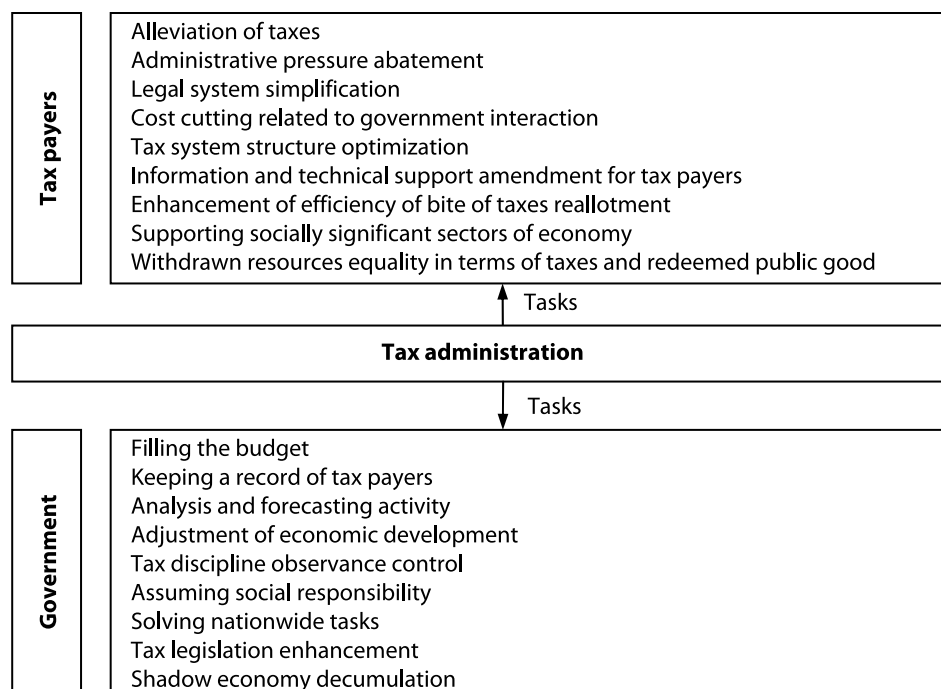 Tax payers
Alleviation of taxes
Administrative pressure abatement
Legal system simplification
Cost cutting related to government interaction
Tax system structure optimization
Information and technical support amendment for tax payers
Enhancement of efficiency of bite of taxes reallotment
Supporting socially significant sectors of economy
Withdrawn resources equality in terms of taxes and redeemed public good
Tasks
Tax administration
Tasks
Government
Filling the budget
Keeping a record of tax payers
Analysis and forecasting activity
Adjustment of economic development
Tax discipline observance control
Assuming social responsibility
Solving nationwide tasks
Tax legislation enhancement
Shadow economy decumulation